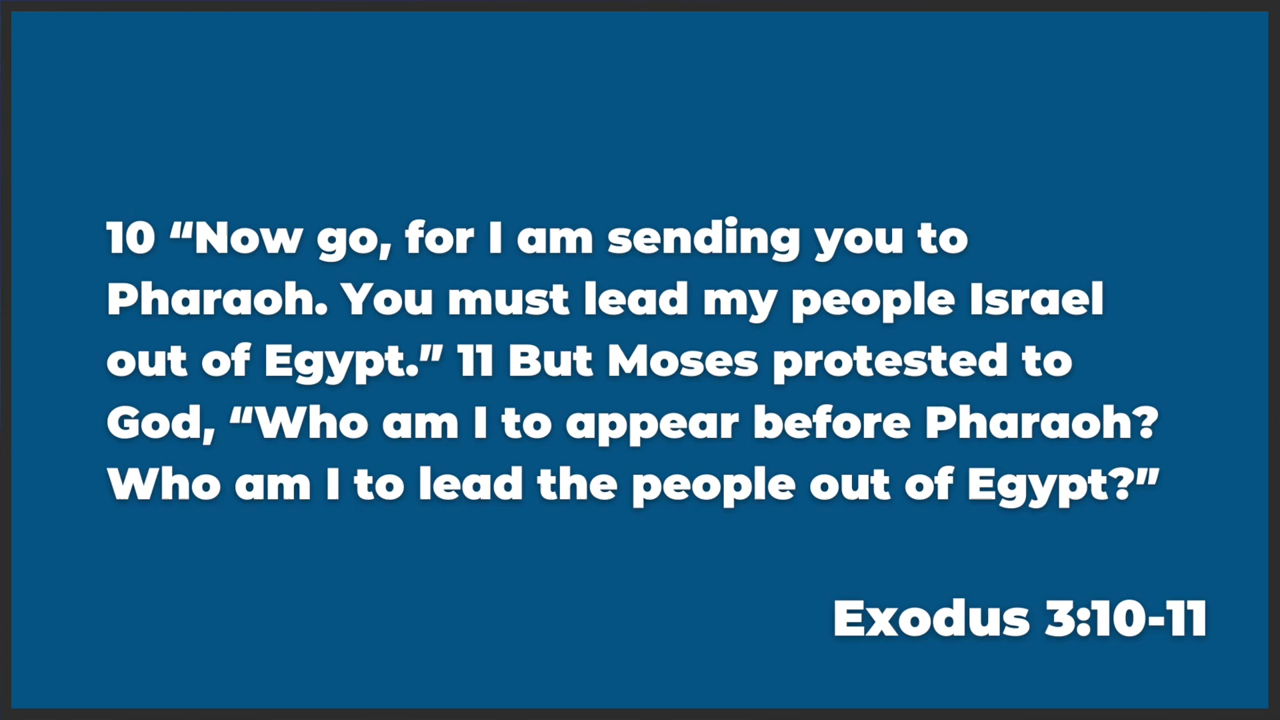 10 “Now go, for I am sending you to
Pharaoh. You must lead my people Israel
out of Egypt.” 11 But Moses protested to
God, “Who am I to appear before Pharaoh?
Who am I to lead the people out of Egypt?”
Exodus 3:10-11